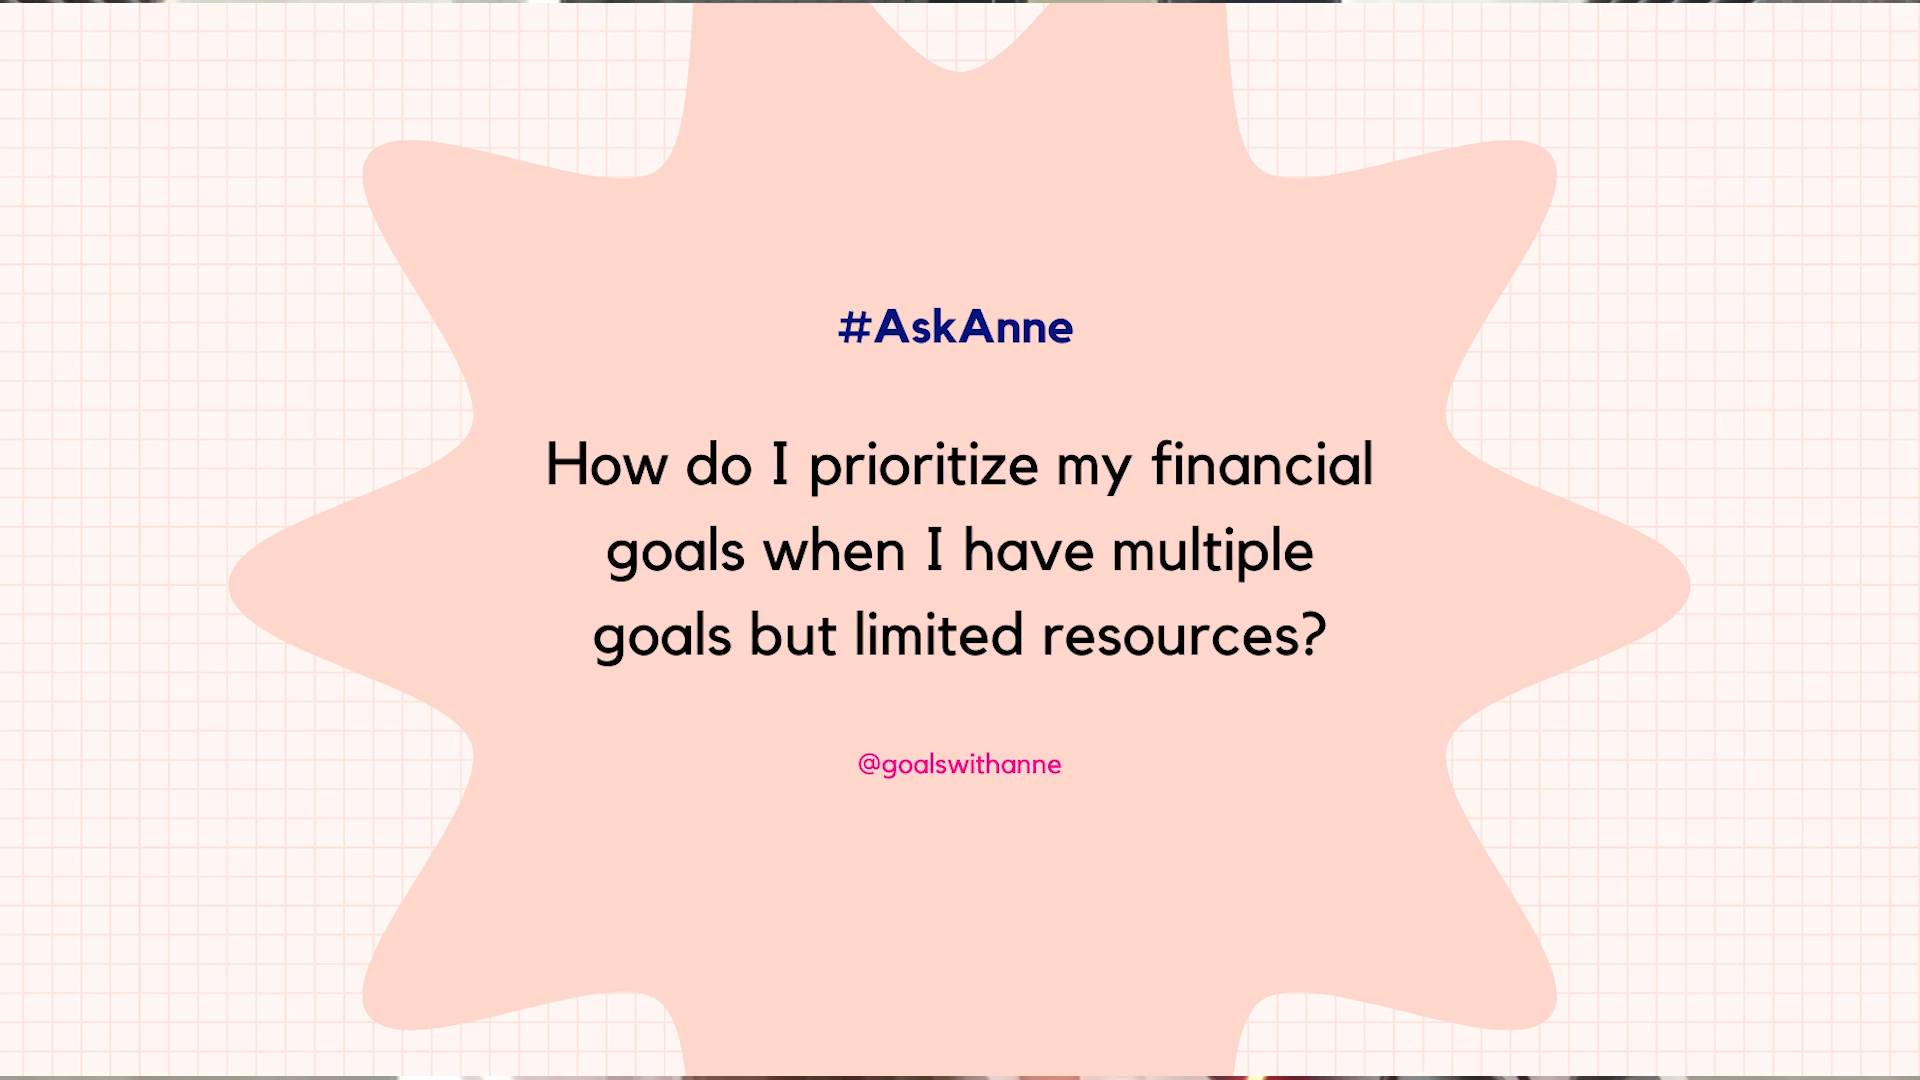 #AskAnne
How do I prioritize my financial
goals when I have multiple
goals but limited resources?
@goalswithanne